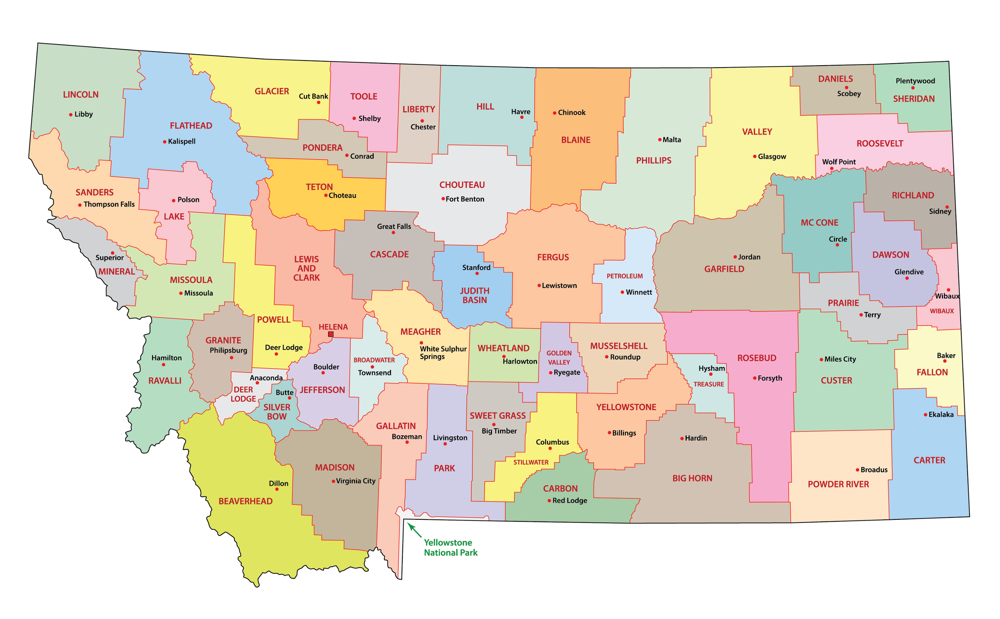 LINCOLN
Libby
FLATHEAD
Kalispell
GLACIER
Cut Bank
TOOLE
Shelby
LIBERTY
Chester
HILL
Havre
Chinook
BLAINE
Malta
PHILLIPS
VALLEY
Glasgow
DANIELS
Scobey
Plentywood
SHERIDAN
ROOSEVELT
Wolf Point
PONDERA
Conrad
TETON
Choteau
CHOUTEAU
Fort Benton
SANDERS
Thompson Falls
Polson
LAKE
RICHLAND
Sidney
MC CONE
Circle
DAWSON
Glendive
Great Falls
CASCADE
Superior
MINERAL
MISSOULA
Missoula
LEWIS
AND
CLARK
Stanford
JUDITH
BASIN
FERGUS
Lewistown
PETROLEUM
Winnett
Jordan
GARFIELD
PRAIRIE
Terry
Wibaux
WIBAUX
POWELL
Deer Lodge
HELENA
GRANITE
Philipsburg
Hamilton
RAVALLI
MEAGHER
White Sulphur
Springs
BROADWATER
Townsend
WHEATLAND
Harlowton
GOLDEN
VALLEY
Ryegate
MUSSELSHELL
Roundup
Hysham
TREASURE
ROSEBUD
Forsyth
Miles City
CUSTER
Baker
FALLON
Anaconda
DEER
LODGE
Butte
SILVER
BOW
Boulder
JEFFERSON
GALLATIN
Bozeman
Livingston
PARK
SWEET GRASS
Big Timber
Columbus
STILLWATER
YELLOWSTONE
Billings
Hardin
BIG HORN
Ekalaka
CARTER
Broadus
POWDER RIVER
MADISON
Virginia City
Dillon
BEAVERHEAD
CARBON
Red Lodge
Yellowstone
National Park